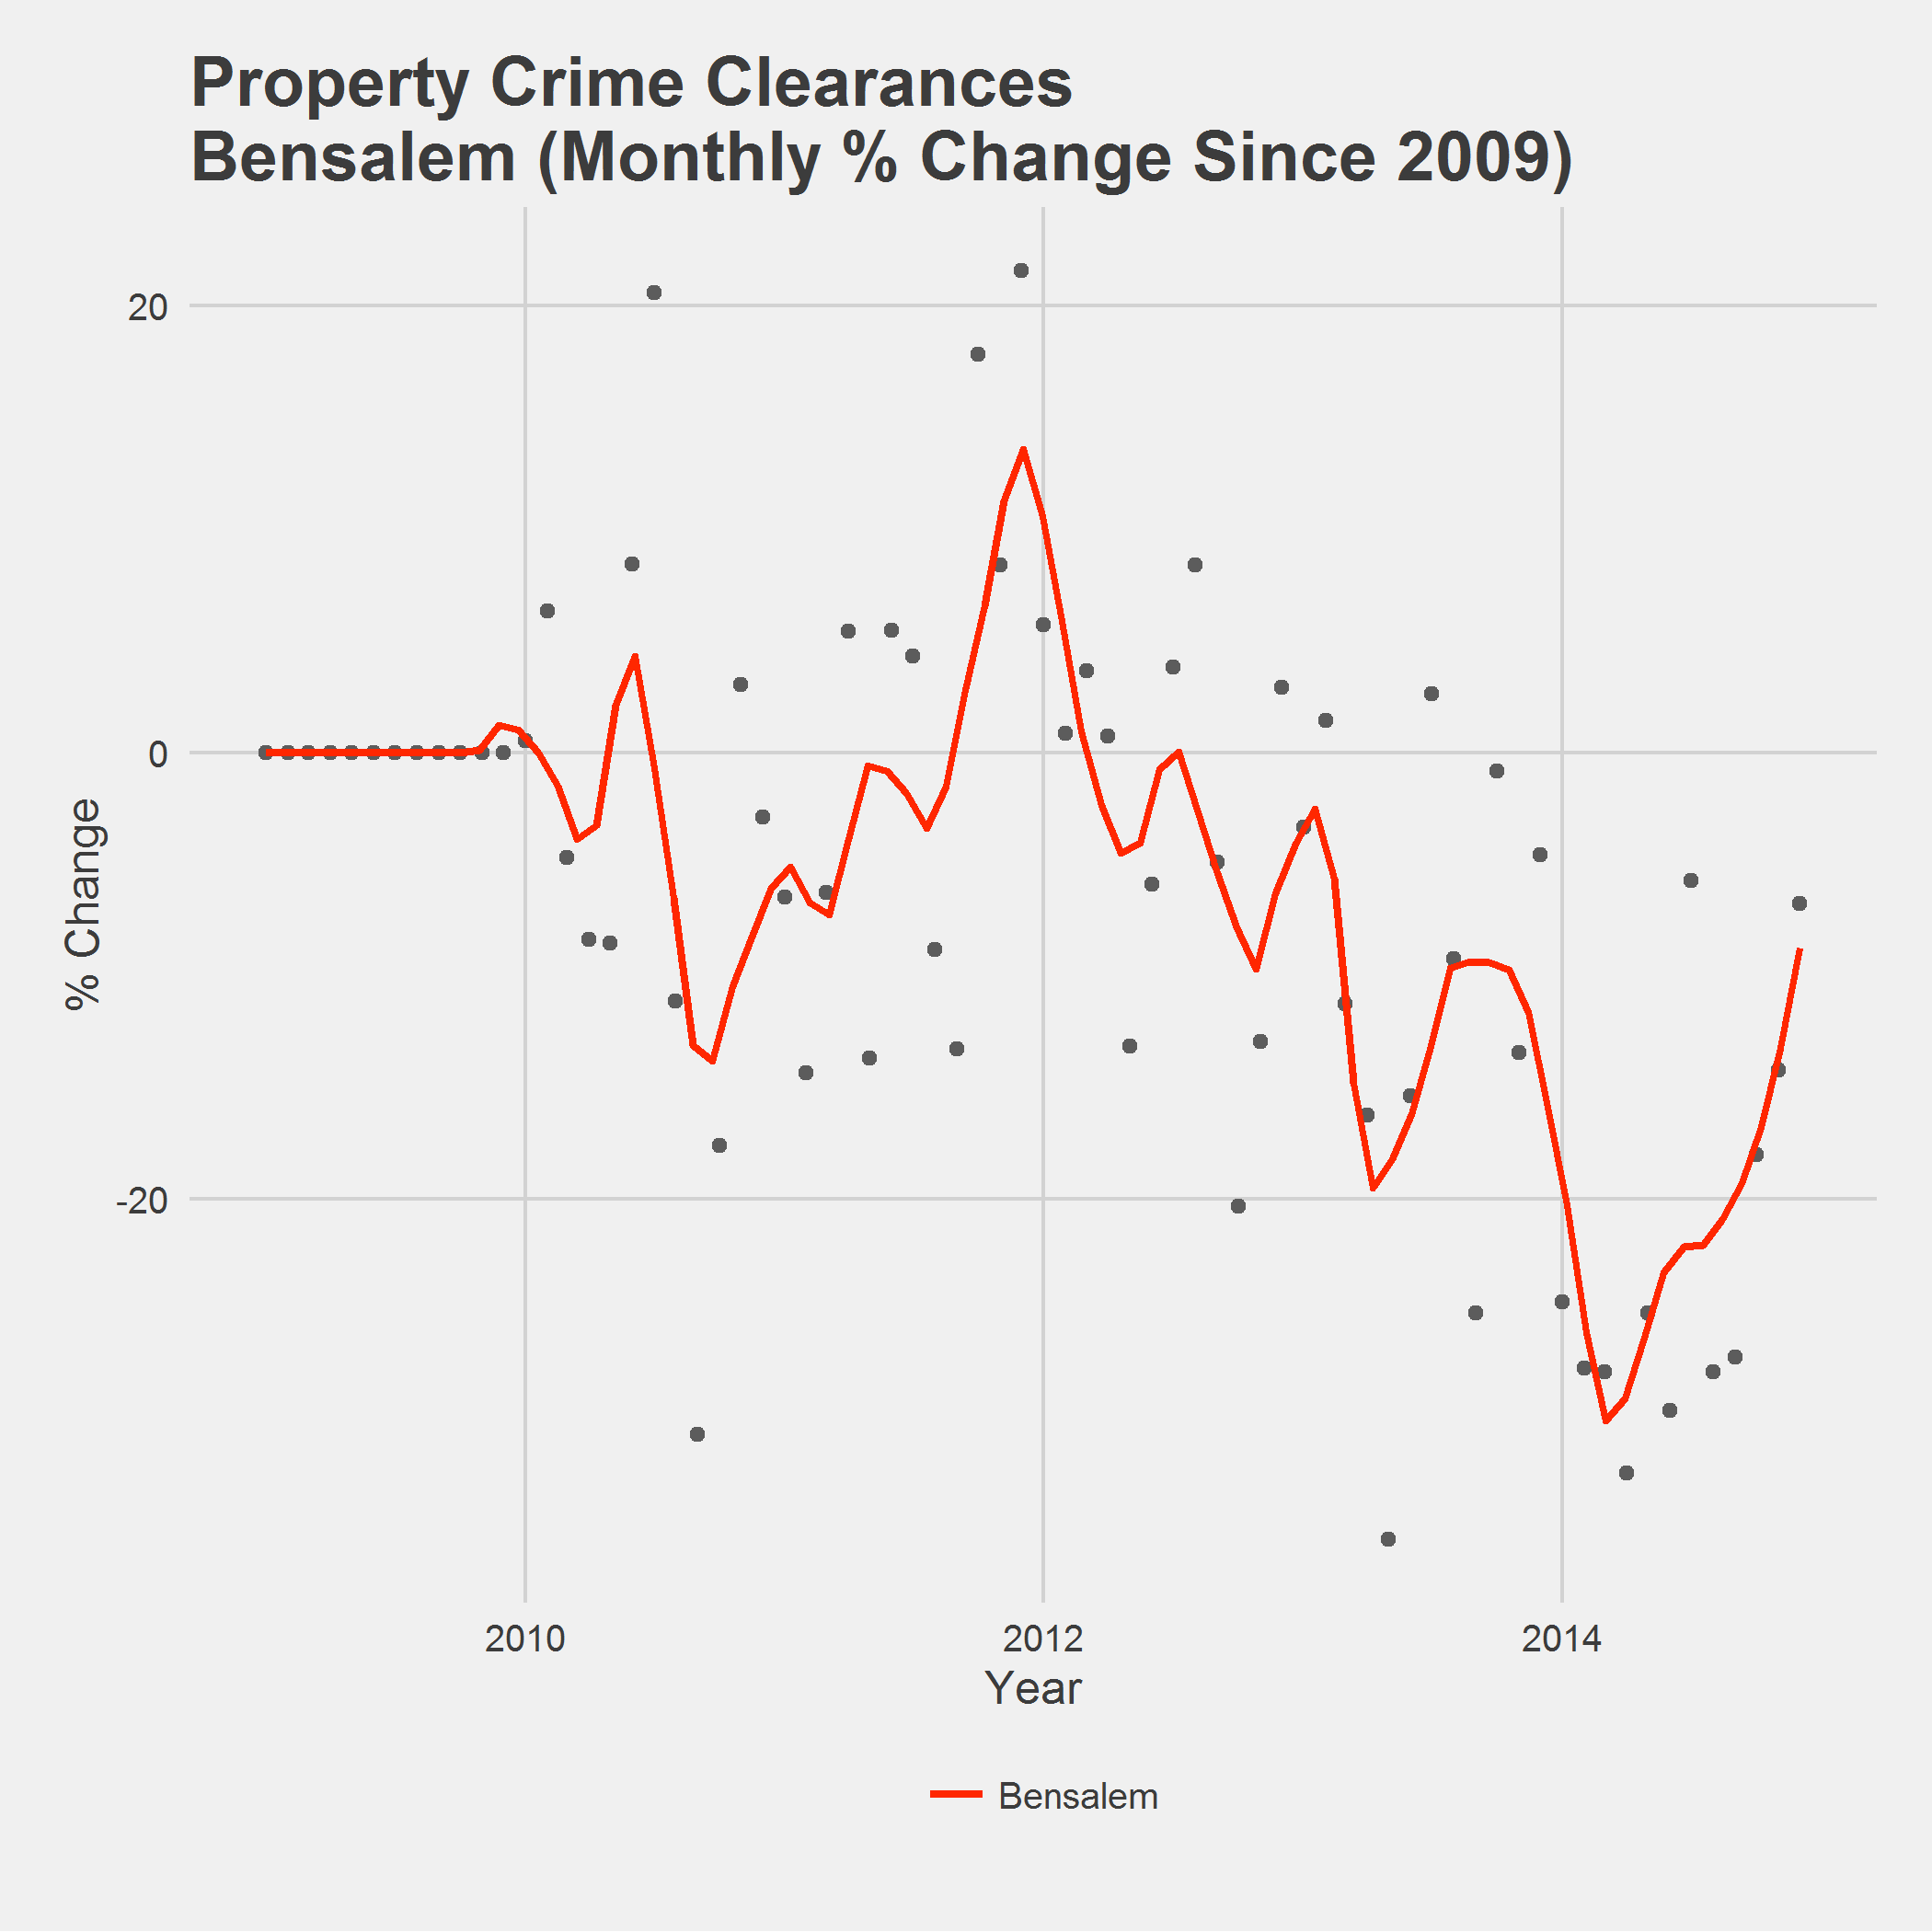 Property Crime Clearances
Bensalem (Monthly % Change Since 2009)
20
0
-20
% Change
2010
2012
2014
Year
Bensalem